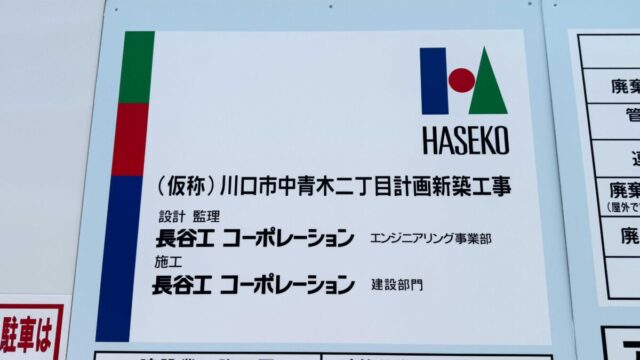 HASEKO
(仮称)川口市中青木二丁目計画新築工事
設計 監理
長谷工 コーポレーション エンジニアリング事業部
施工
長谷工 コーポレーション 建設部門
駐車は
廃棄
管
廃棄
(屋外で
廃